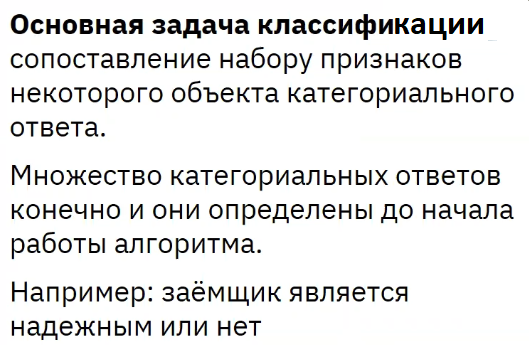 Основная задача классификации
сопоставление набору признаков
некоторого объекта категориального
ответа.
Множество категориальных ответов
конечно и они определены до начала
работы алгоритма.
Например: заёмщик является
надежным или нет